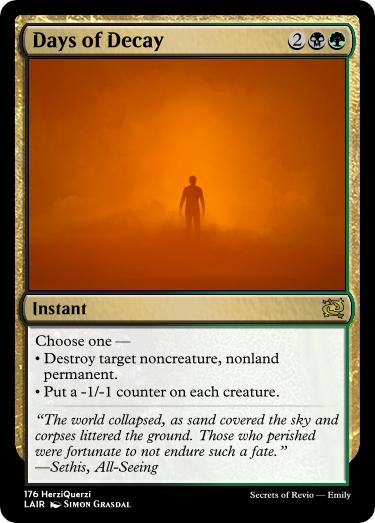 Days of Decay 2
Instant
Choose one —
• Destroy target noncreature, nonland
permanent.
• Put a -1/-1 counter on each creature.
“The world collapsed, as sand covered the sky and
corpses littered the ground. Those who perished
were fortunate to not endure such a fate.”
—Sethis, All-Seeing
176 HerziQuerzi Secrets of Revio — Emily
LAIR Simon Grasdal